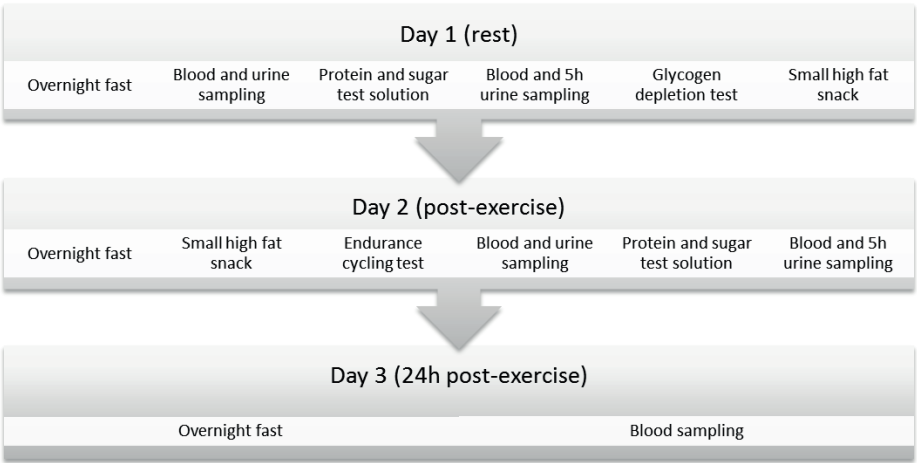 Day 1 (rest)
Overnight fast
Blood and urine
sampling
Protein and sugar
test solution
Blood and 5h
urine sampling
Glycogen
depletion test
Small high fat
snack
Day 2 (post-exercise)
Overnight fast
Small high fat
snack
Endurance
cycling test
Blood and urine
sampling
Protein and sugar
test solution
Blood and 5h
urine sampling
Day 3 (24h post-exercise)
Overnight fast
Blood sampling